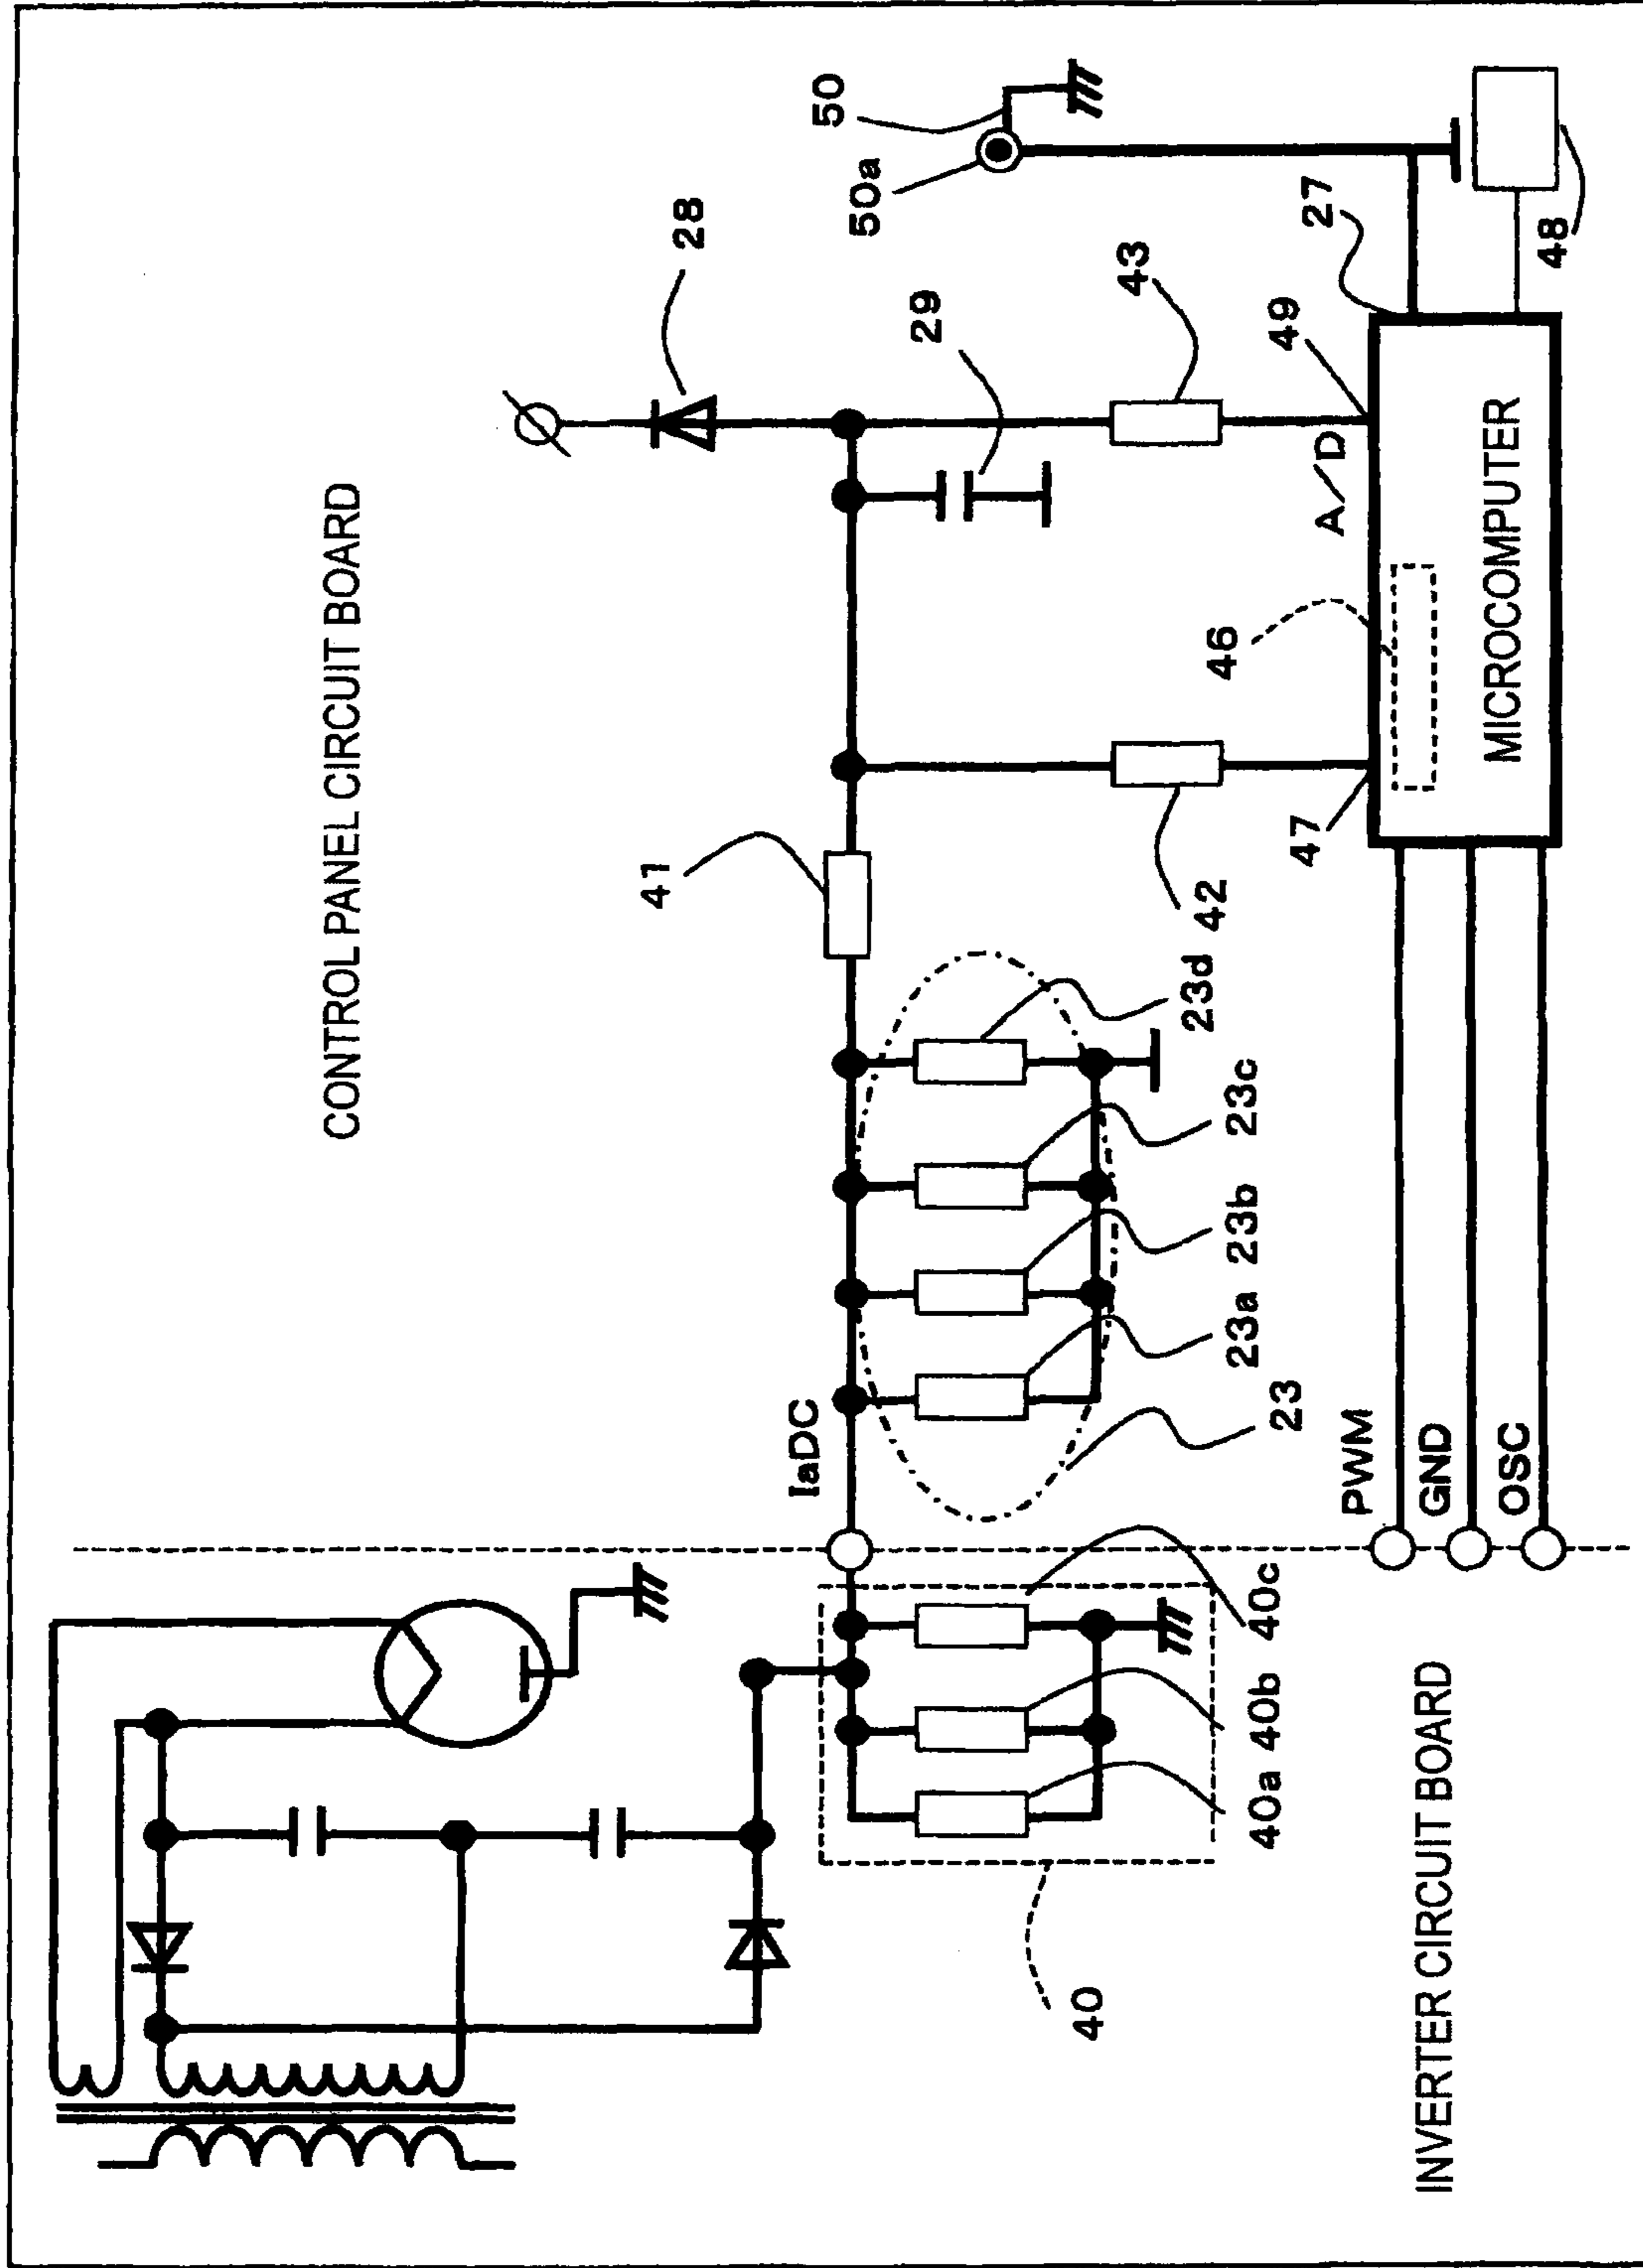 CONTROL PANEL CIRCUIT BOARD
28
50
50a
29
41
43
IaDC
23d
42
46
49
27
A/D
23c
47
23b
23a
MICROCOMPUTER
48
23
40c
PWM
40b
GND
40a
OSC
40
INVERTER CIRCUIT BOARD